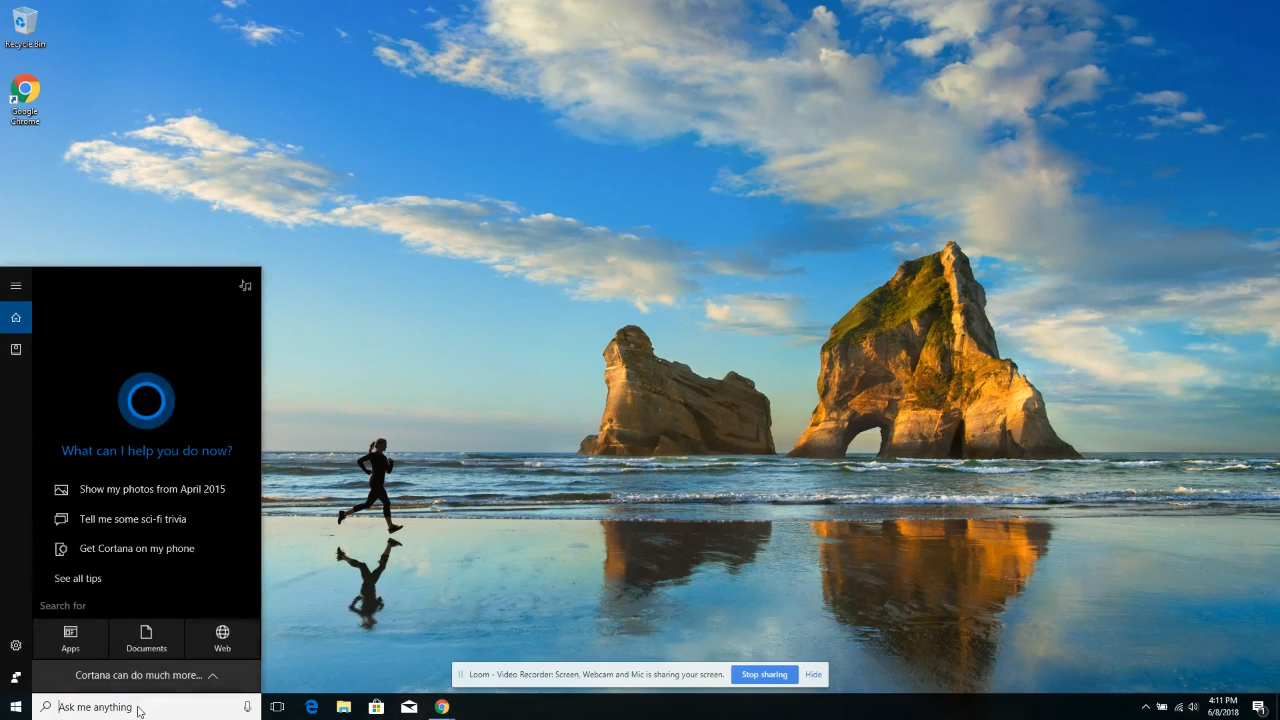 Recycle Bin
Google
Chrome
What can I help you do now?
Show my photos from April 2015
Tell me some sci-fi trivia
Get Cortana on my phone
See all tips
Search for
Apps
Documents
Web
Cortana can do much more...
Ask me anything
Loom - Video Recorder: Screen, Webcam and Mic is sharing your screen.
Stop sharing
Hide
4:11 PM
6/8/2018
1